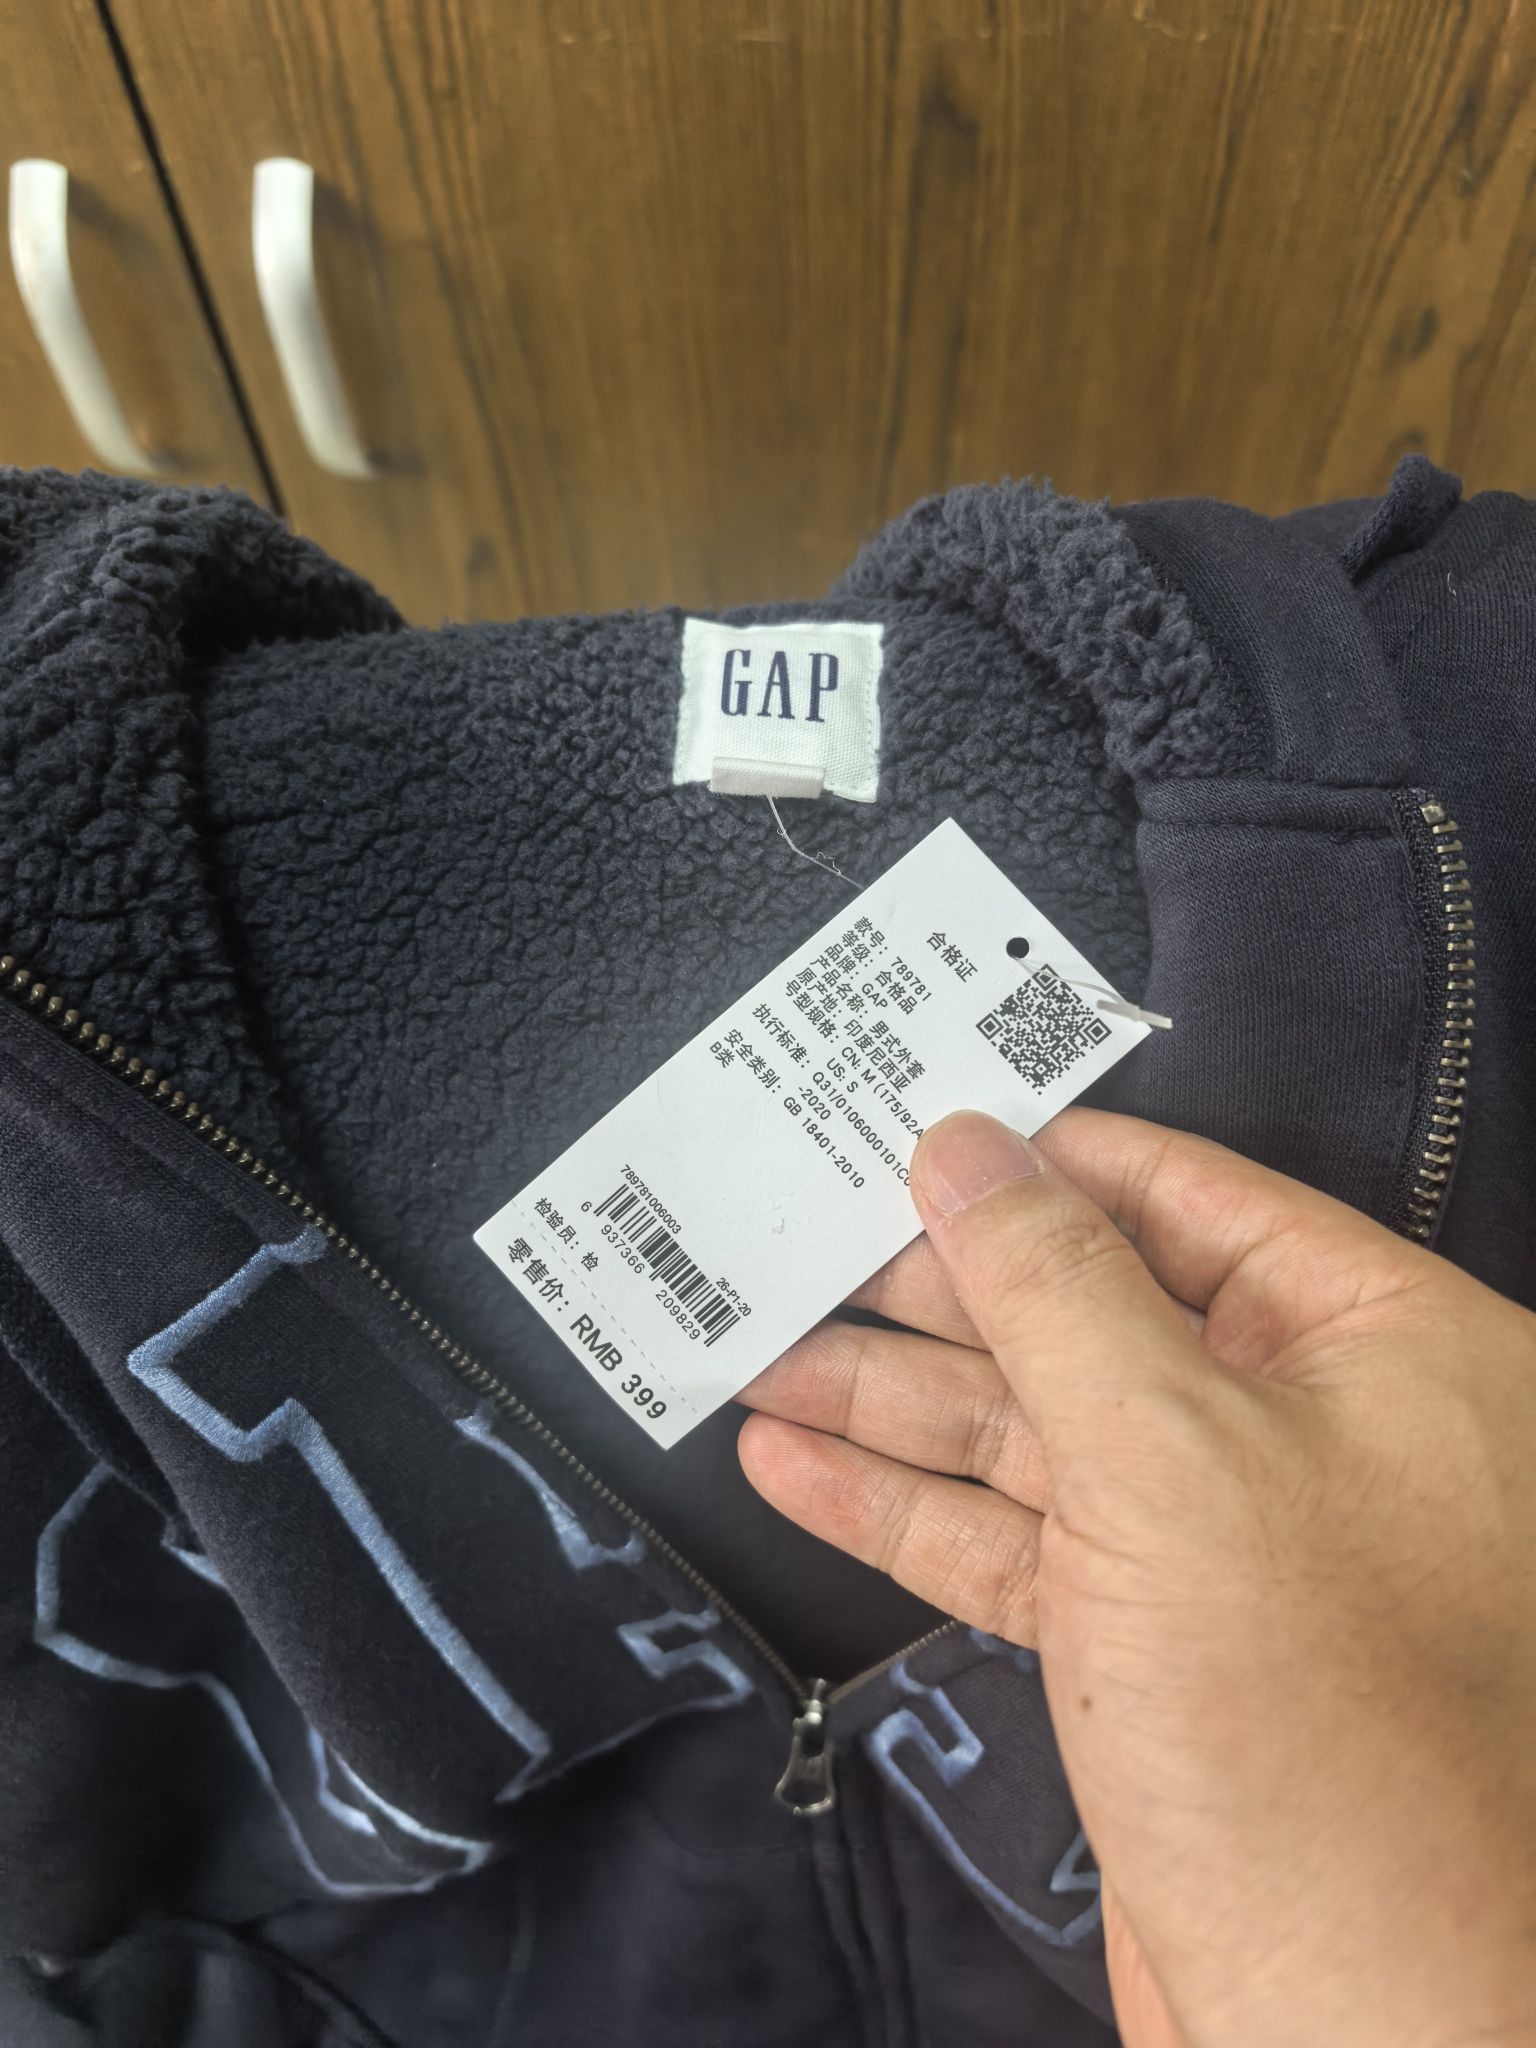 GAP
合格证
款号：789781
等级：合格品
品牌：GAP
产品名称：男式外套
原产地：印度尼西亚
号型规格：CN: M (175/92A
US: S
执行标准：Q31/0106000101C0
-2020
安全类别：GB 18401-2010
B类
789781006003
26-P1-20
6 937366 209829
检验员：检
零售价：RMB 399